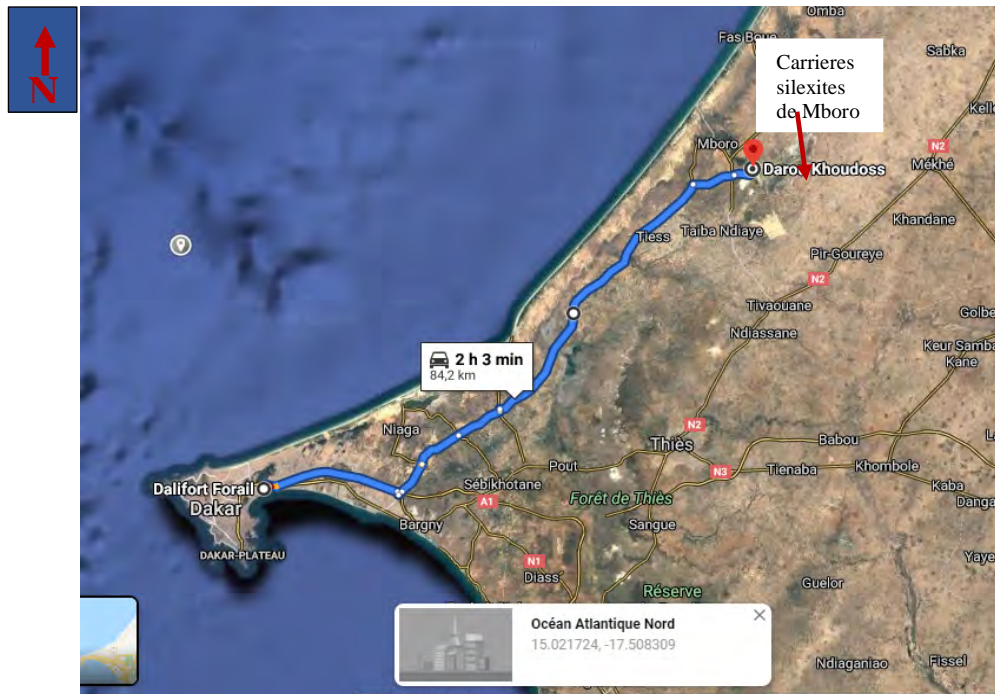 N
Omba
Fas Boye
Sabka
Carrieres
silexites
de Mboro
N2
Mboro
Mékhé
Darou Khoudoss
Khandane
Tiess
Taiba Ndiaye
Pir-Goureye
N2
Tivaouane
Ndiassane
Keur Samba
Kane
2 h 3 min
84,2 km
N2
Niaga
Thiès
Babou
N3
Tienaba
Khombole
Pout
Dalifort Forail
Dakar
Sébikhotane
Forêt de Thiès
Kaba
A1
Bargny
Sangue
DAKAR-PLATEAU
N1
Diass
Guelor
Réserve
Océan Atlantique Nord
15.021724, -17.508309
Ndiaganiao
Fissel